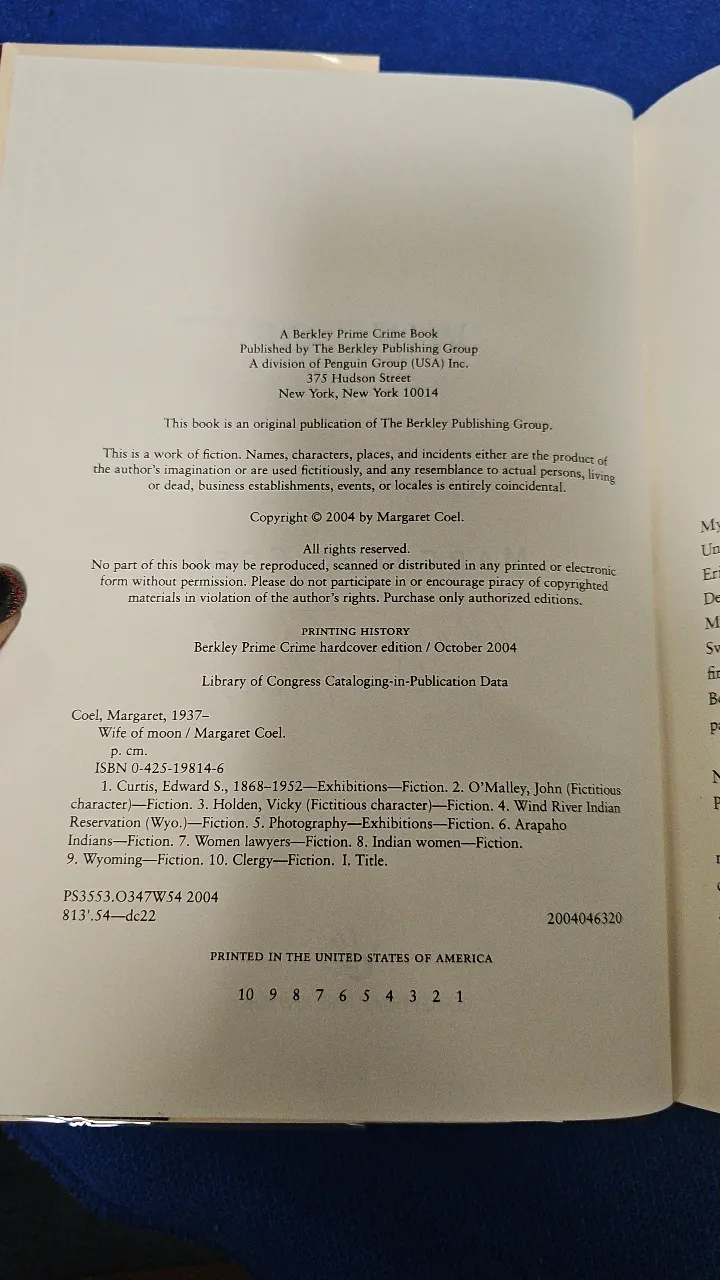 A Berkley Prime Crime Book
Published by The Berkley Publishing Group
A division of Penguin Group (USA) Inc.
375 Hudson Street
New York, New York 10014
This book is an original publication of The Berkley Publishing Group.
This is a work of fiction. Names, characters, places, and incidents either are the product of
the author's imagination or are used fictitiously, and any resemblance to actual persons, living
or dead, business establishments, events, or locales is entirely coincidental.
Copyright © 2004 by Margaret Coel.
All rights reserved.
No part of this book may be reproduced, scanned or distributed in any printed or electronic
form without permission. Please do not participate in or encourage piracy of copyrighted
materials in violation of the author's rights. Purchase only authorized editions.
PRINTING HISTORY
Berkley Prime Crime hardcover edition / October 2004
Library of Congress Cataloging-in-Publication Data
Coel, Margaret, 1937–
Wife of moon / Margaret Coel.
p. cm.
ISBN 0-425-19814-6
1. Curtis, Edward S., 1868–1952—Exhibitions—Fiction. 2. O'Malley, John (Fictitious
character)—Fiction. 3. Holden, Vicky (Fictitious character)—Fiction. 4. Wind River Indian
Reservation (Wyo.)—Fiction. 5. Photography—Exhibitions—Fiction. 6. Arapaho
Indians—Fiction. 7. Women lawyers—Fiction. 8. Indian women—Fiction.
9. Wyoming—Fiction. 10. Clergy—Fiction. I. Title.
PS3553.O347W54 2004
813'.54—dc22 2004046320
PRINTED IN THE UNITED STATES OF AMERICA
10 9 8 7 6 5 4 3 2 1
My